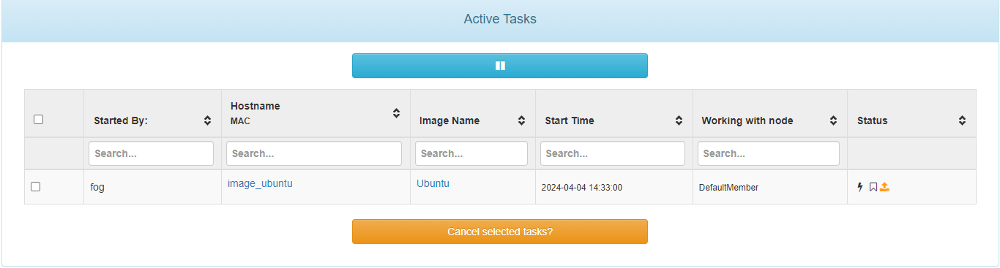 Active Tasks
Started By:
Hostname
MAC
Image Name
Start Time
Working with node
Status
Search...
Search...
Search...
Search...
Search...
fog
image_ubuntu
Ubuntu
2024-04-04 14:33:00
DefaultMember
Cancel selected tasks?